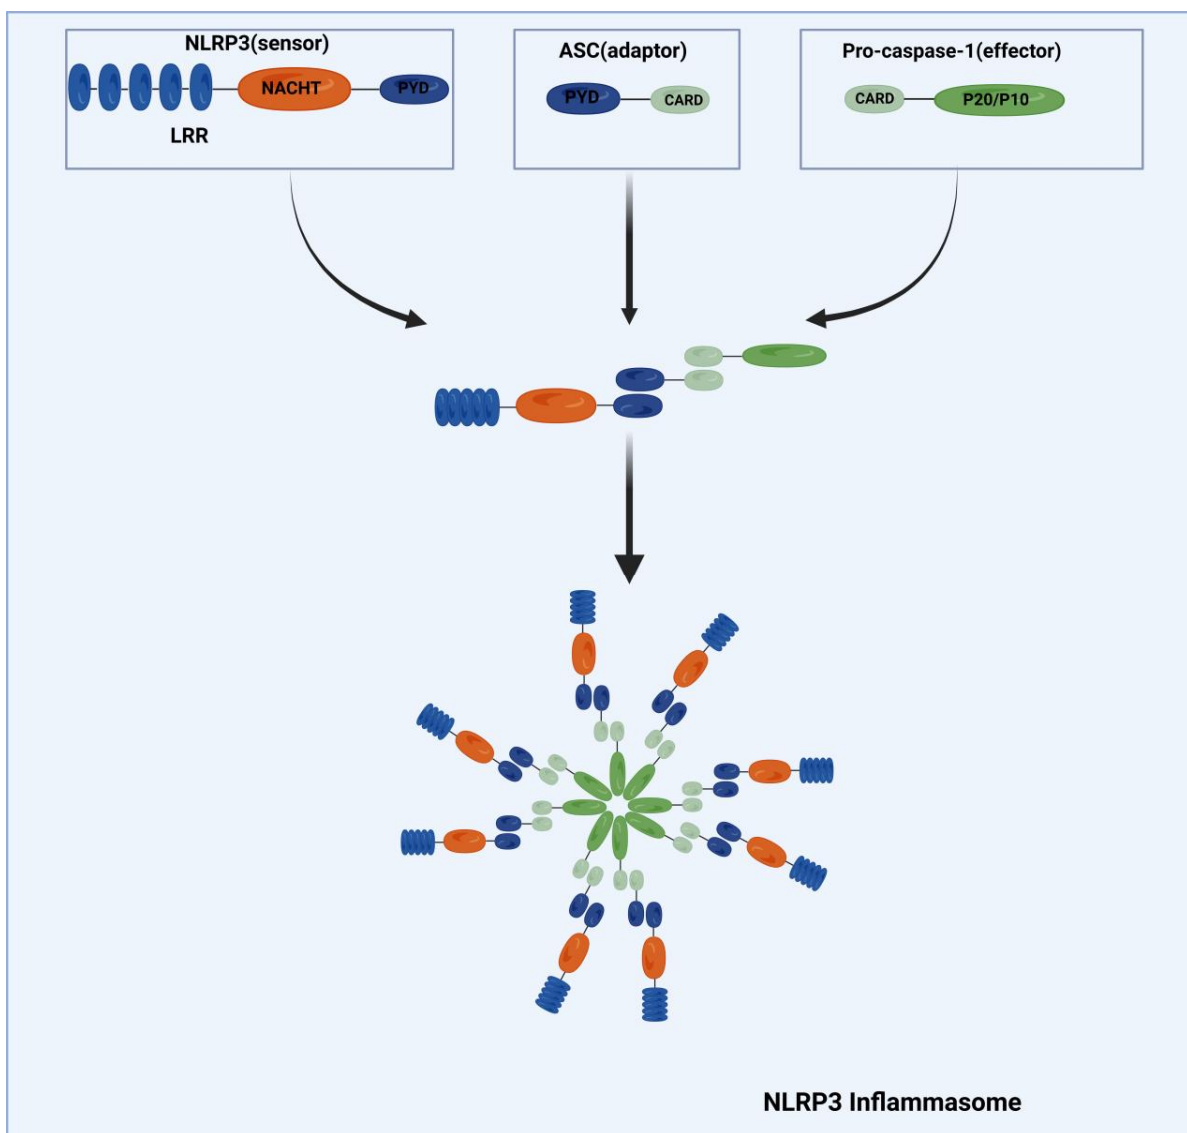 NLRP3(sensor)
NACHT
PYD
LRR
ASC(adaptor)
PYD
CARD
Pro-caspase-1(effector)
CARD
P20/P10
NLRP3 Inflammasome